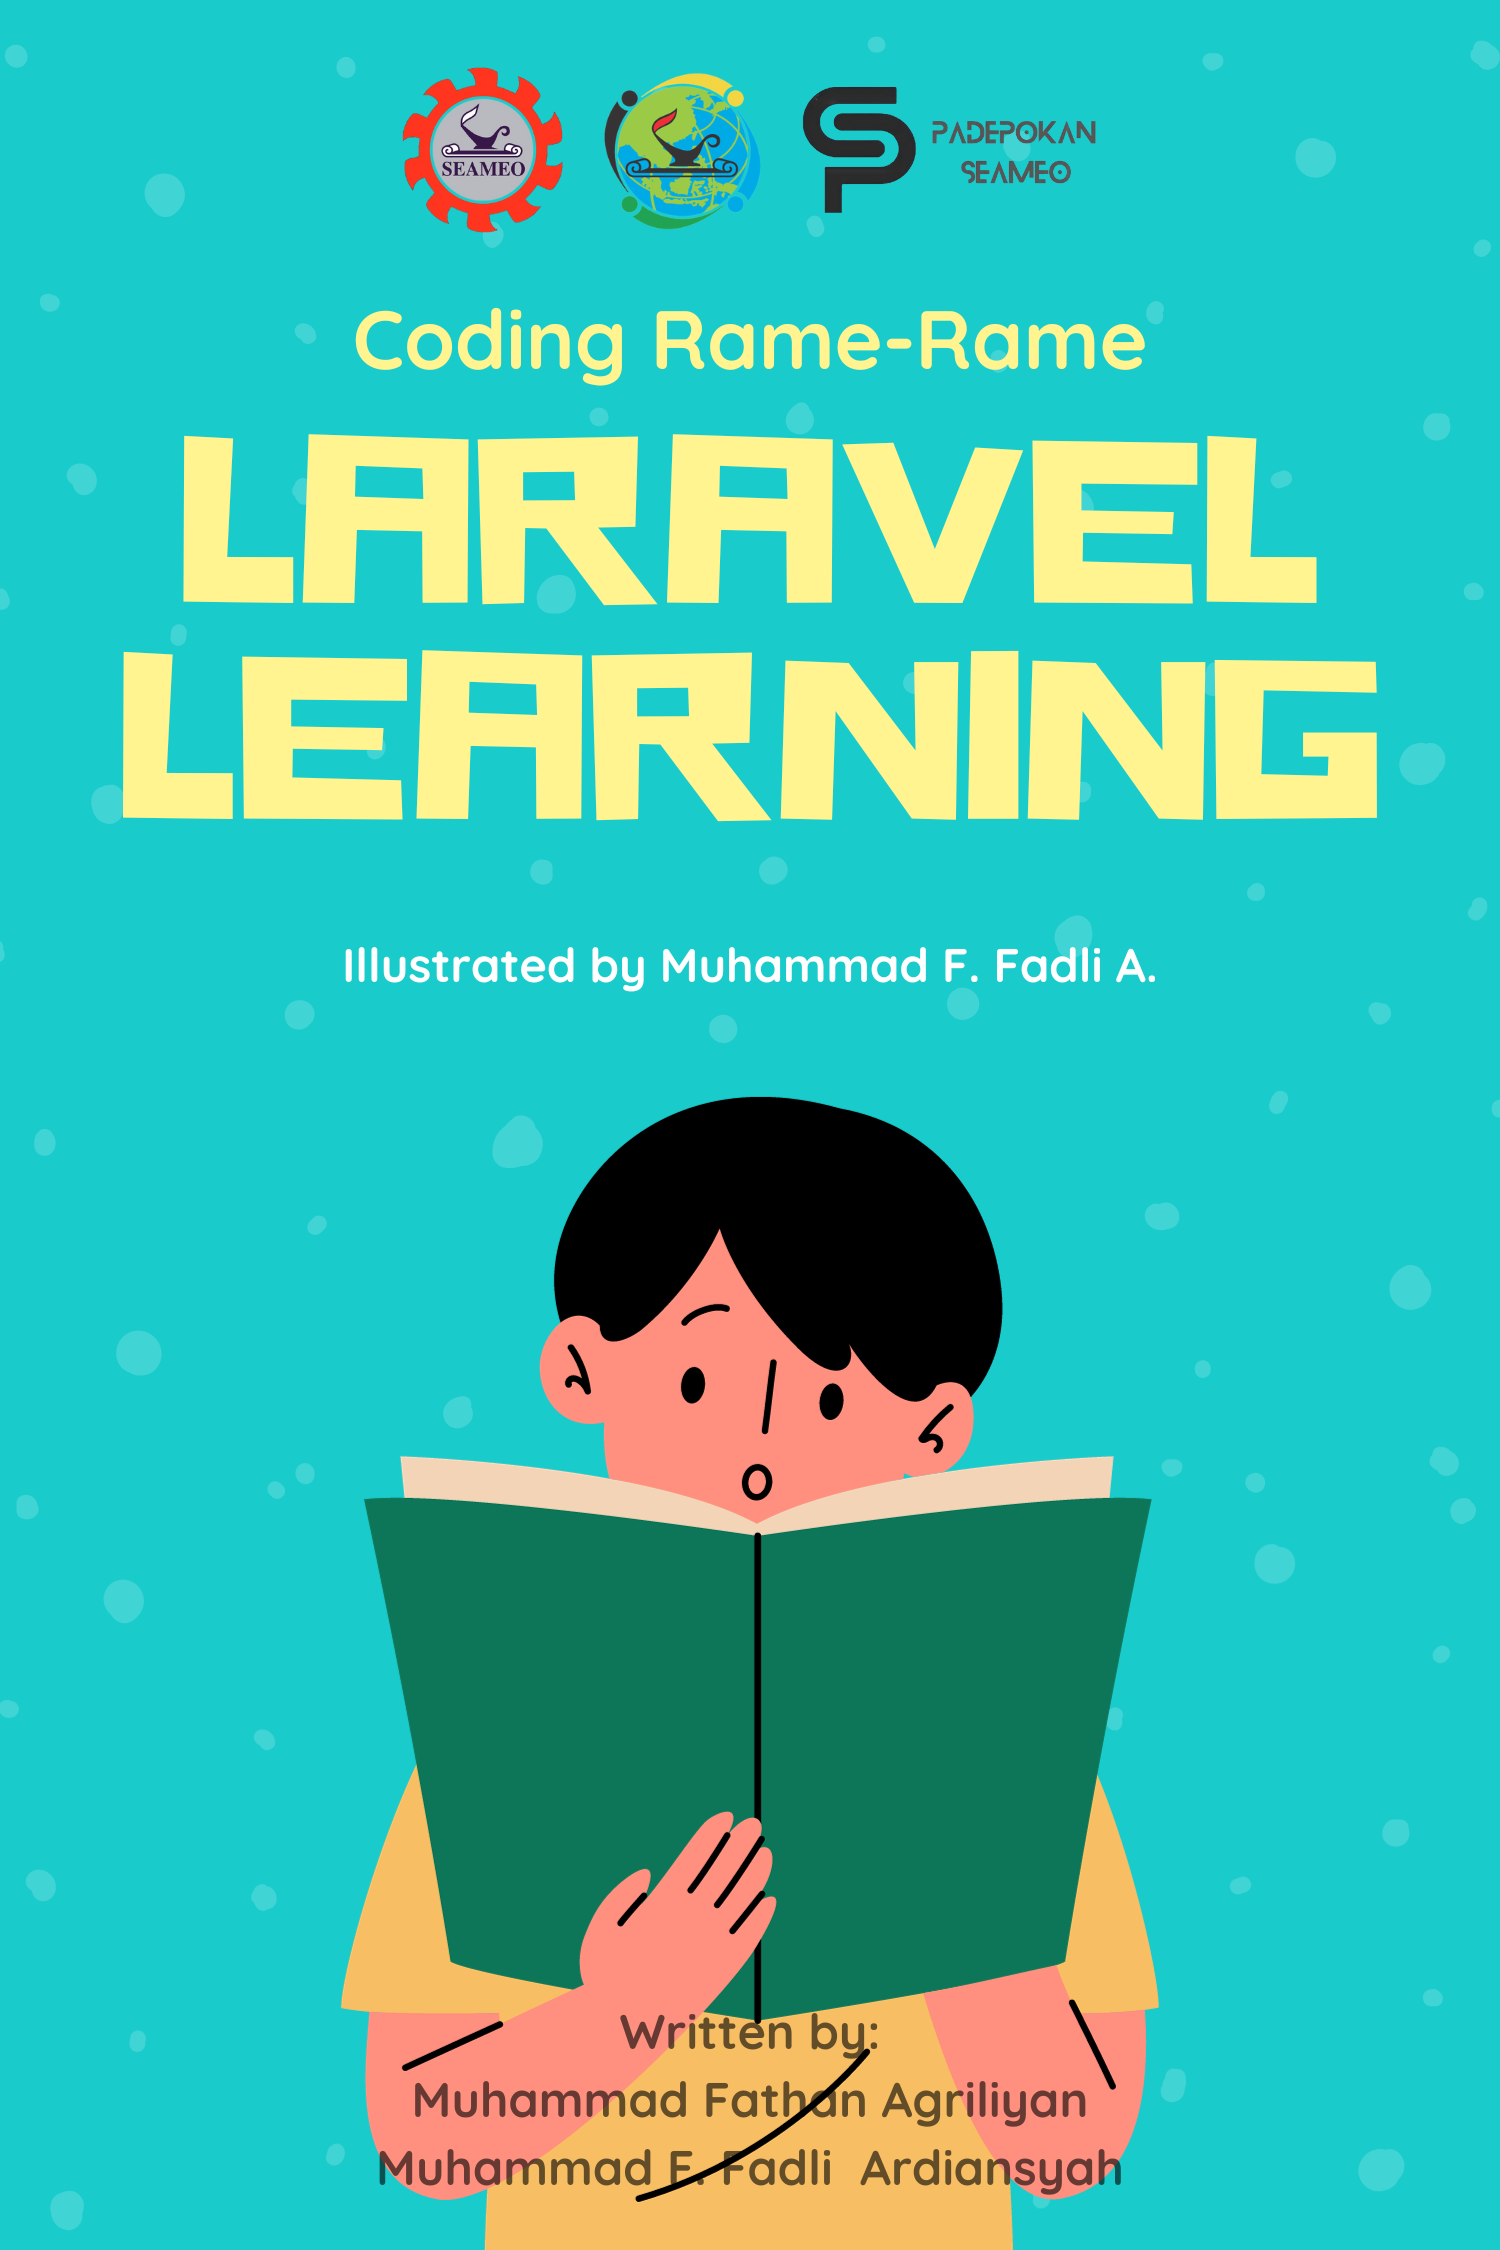 SEAMEO
PADEPOKAN
SEAMEO
Coding Rame-Rame
LARAVEL
LEARNING
Illustrated by Muhammad F. Fadli A.
Written by:
Muhammad Fathan Agriliyan
Muhammad F. Fadli Ardiansyah